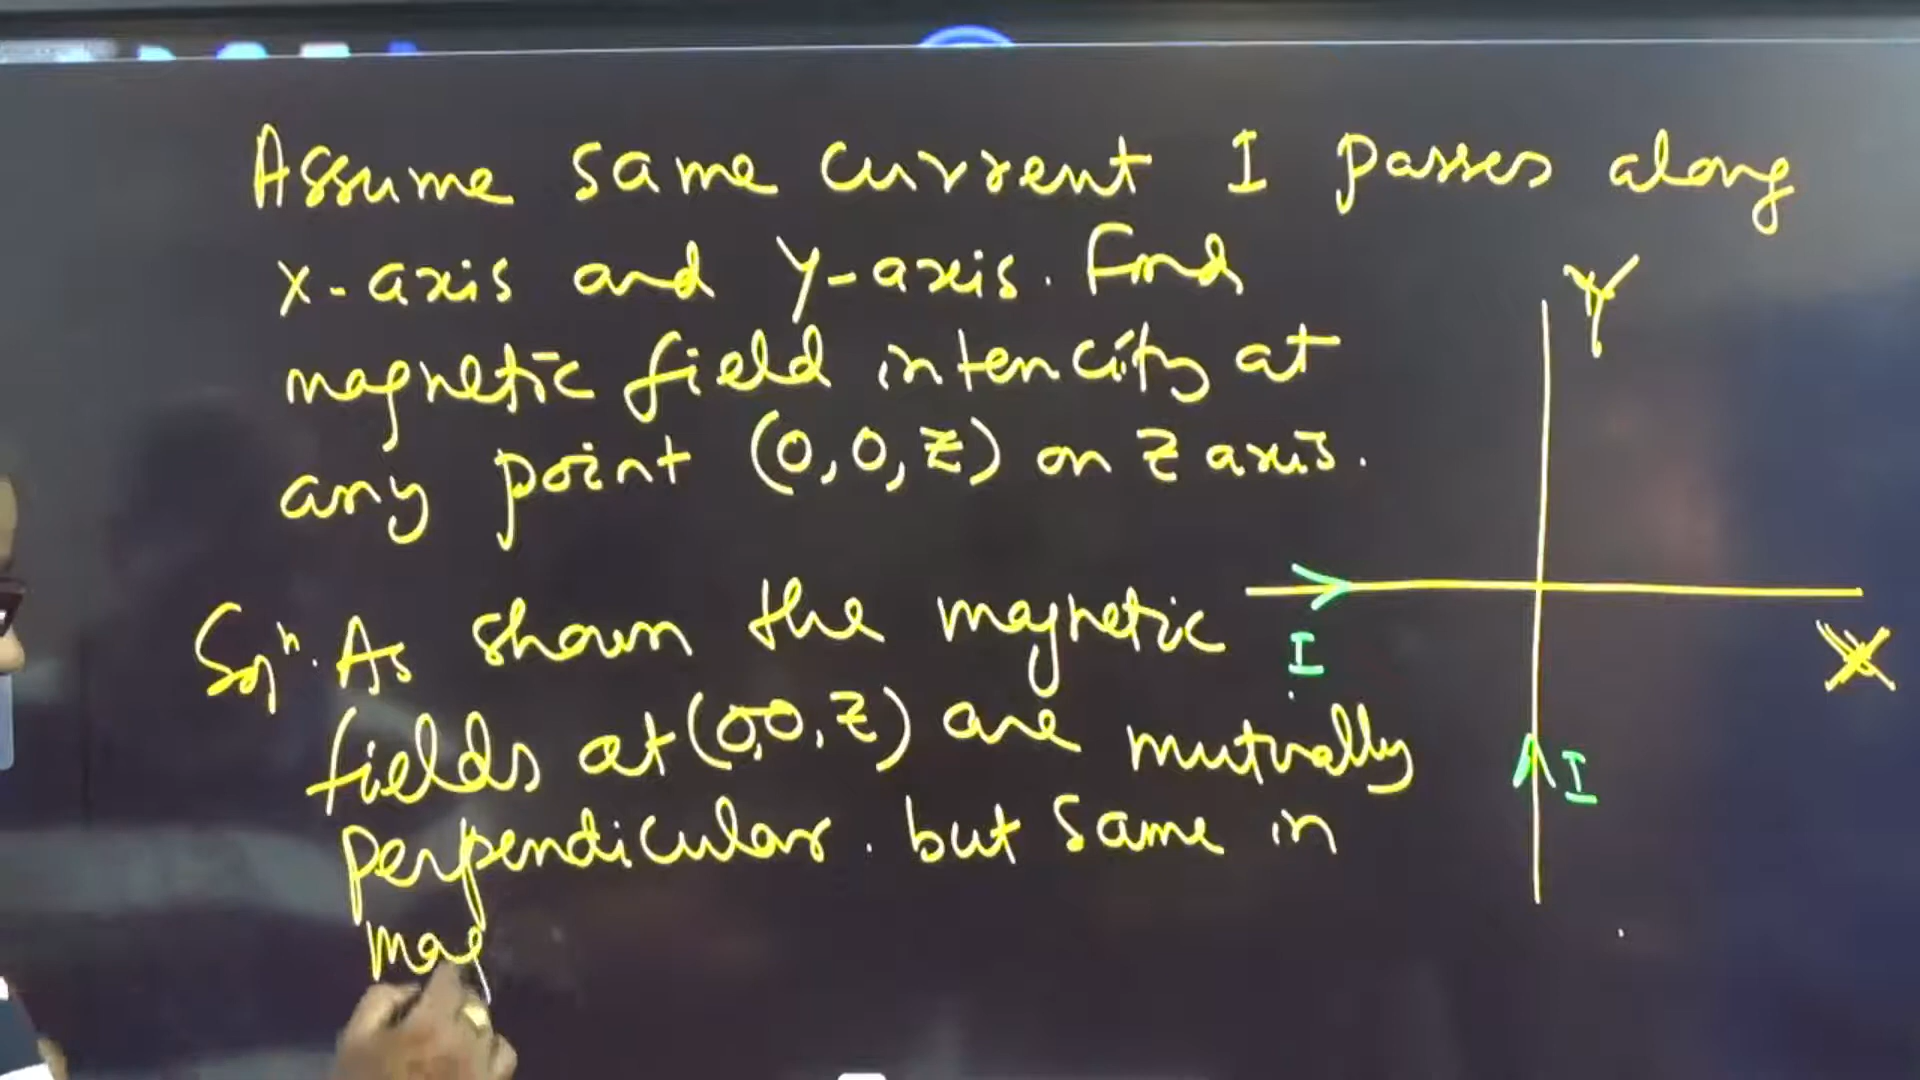 Assume same current I passes along
x-axis and y-axis. Find
magnetic field intencity at
any point (0,0,z) on z axis.
Solⁿ. As shown the magnetic
fields at (0,0,z) are mutually
perpendicular. but same in
mag
Y
I
X
I